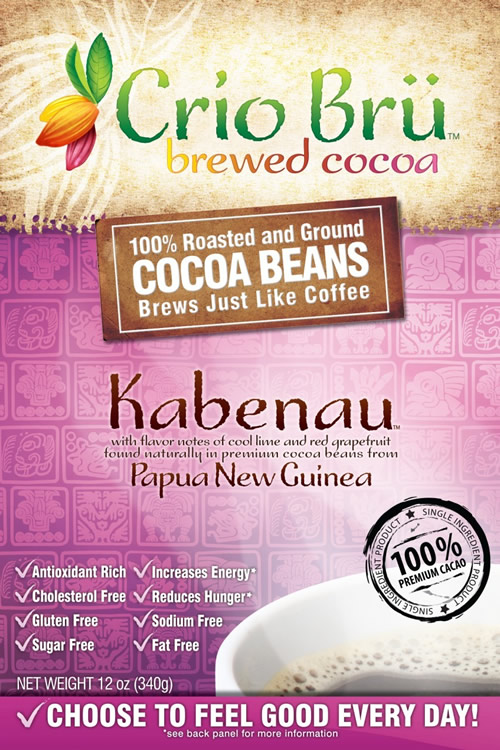 Crío Brü™
brewed cocoa
100% Roasted and Ground
COCOA BEANS
Brews Just Like Coffee
Kabenau™
with flavor notes of cool lime and red grapefruit
found naturally in premium cocoa beans from
Papua New Guinea
SINGLE INGREDIENT PRODUCT
100%
PREMIUM CACAO
SINGLE INGREDIENT PRODUCT
✓Antioxidant Rich ✓Increases Energy*
✓Cholesterol Free ✓Reduces Hunger*
✓Gluten Free ✓Sodium Free
✓Sugar Free ✓Fat Free
NET WEIGHT 12 oz (340g)
✓CHOOSE TO FEEL GOOD EVERY DAY!
*see back panel for more information